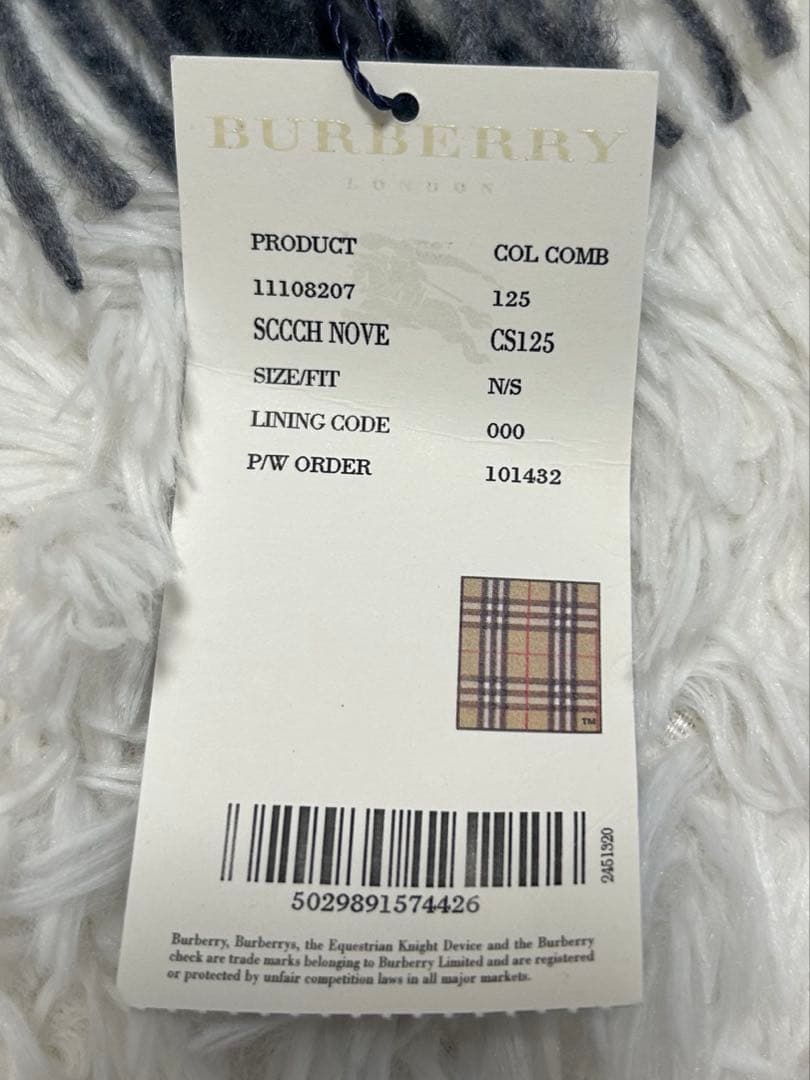 BURBERRY
LONDON
PRODUCT COL COMB
11108207 125
SCCCH NOVE CS125
SIZE/FIT N/S
LINING CODE 000
P/W ORDER 101432
TM
2451320
5029891574426
Burberry, Burberrys, the Equestrian Knight Device and the Burberry
check are trade marks belonging to Burberry Limited and are registered
or protected by unfair competition laws in all major markets.